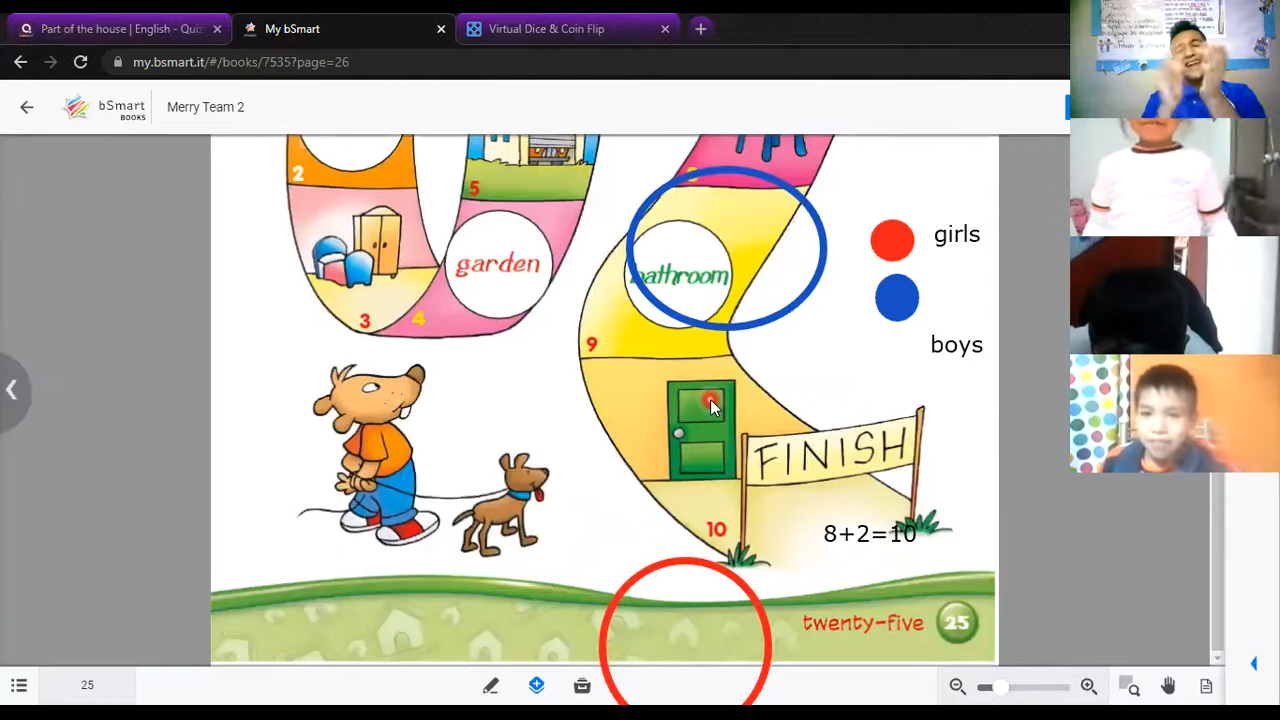 Part of the house | English - Qui
My bSmart
al Dice & Coin Flip
my.bsmart.it/#/books/7535?page=26
bSmart
BOOKS
Merry Team 2
2
5
3
4
garden
bathroom
9
girls
boys
FINISH
10
8+2=10
twenty-five 25
25